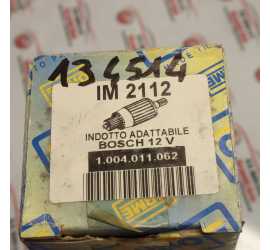 134514
IM 2112
INDOTTO ADATTABILE
BOSCH 12 V
1.004.011.062